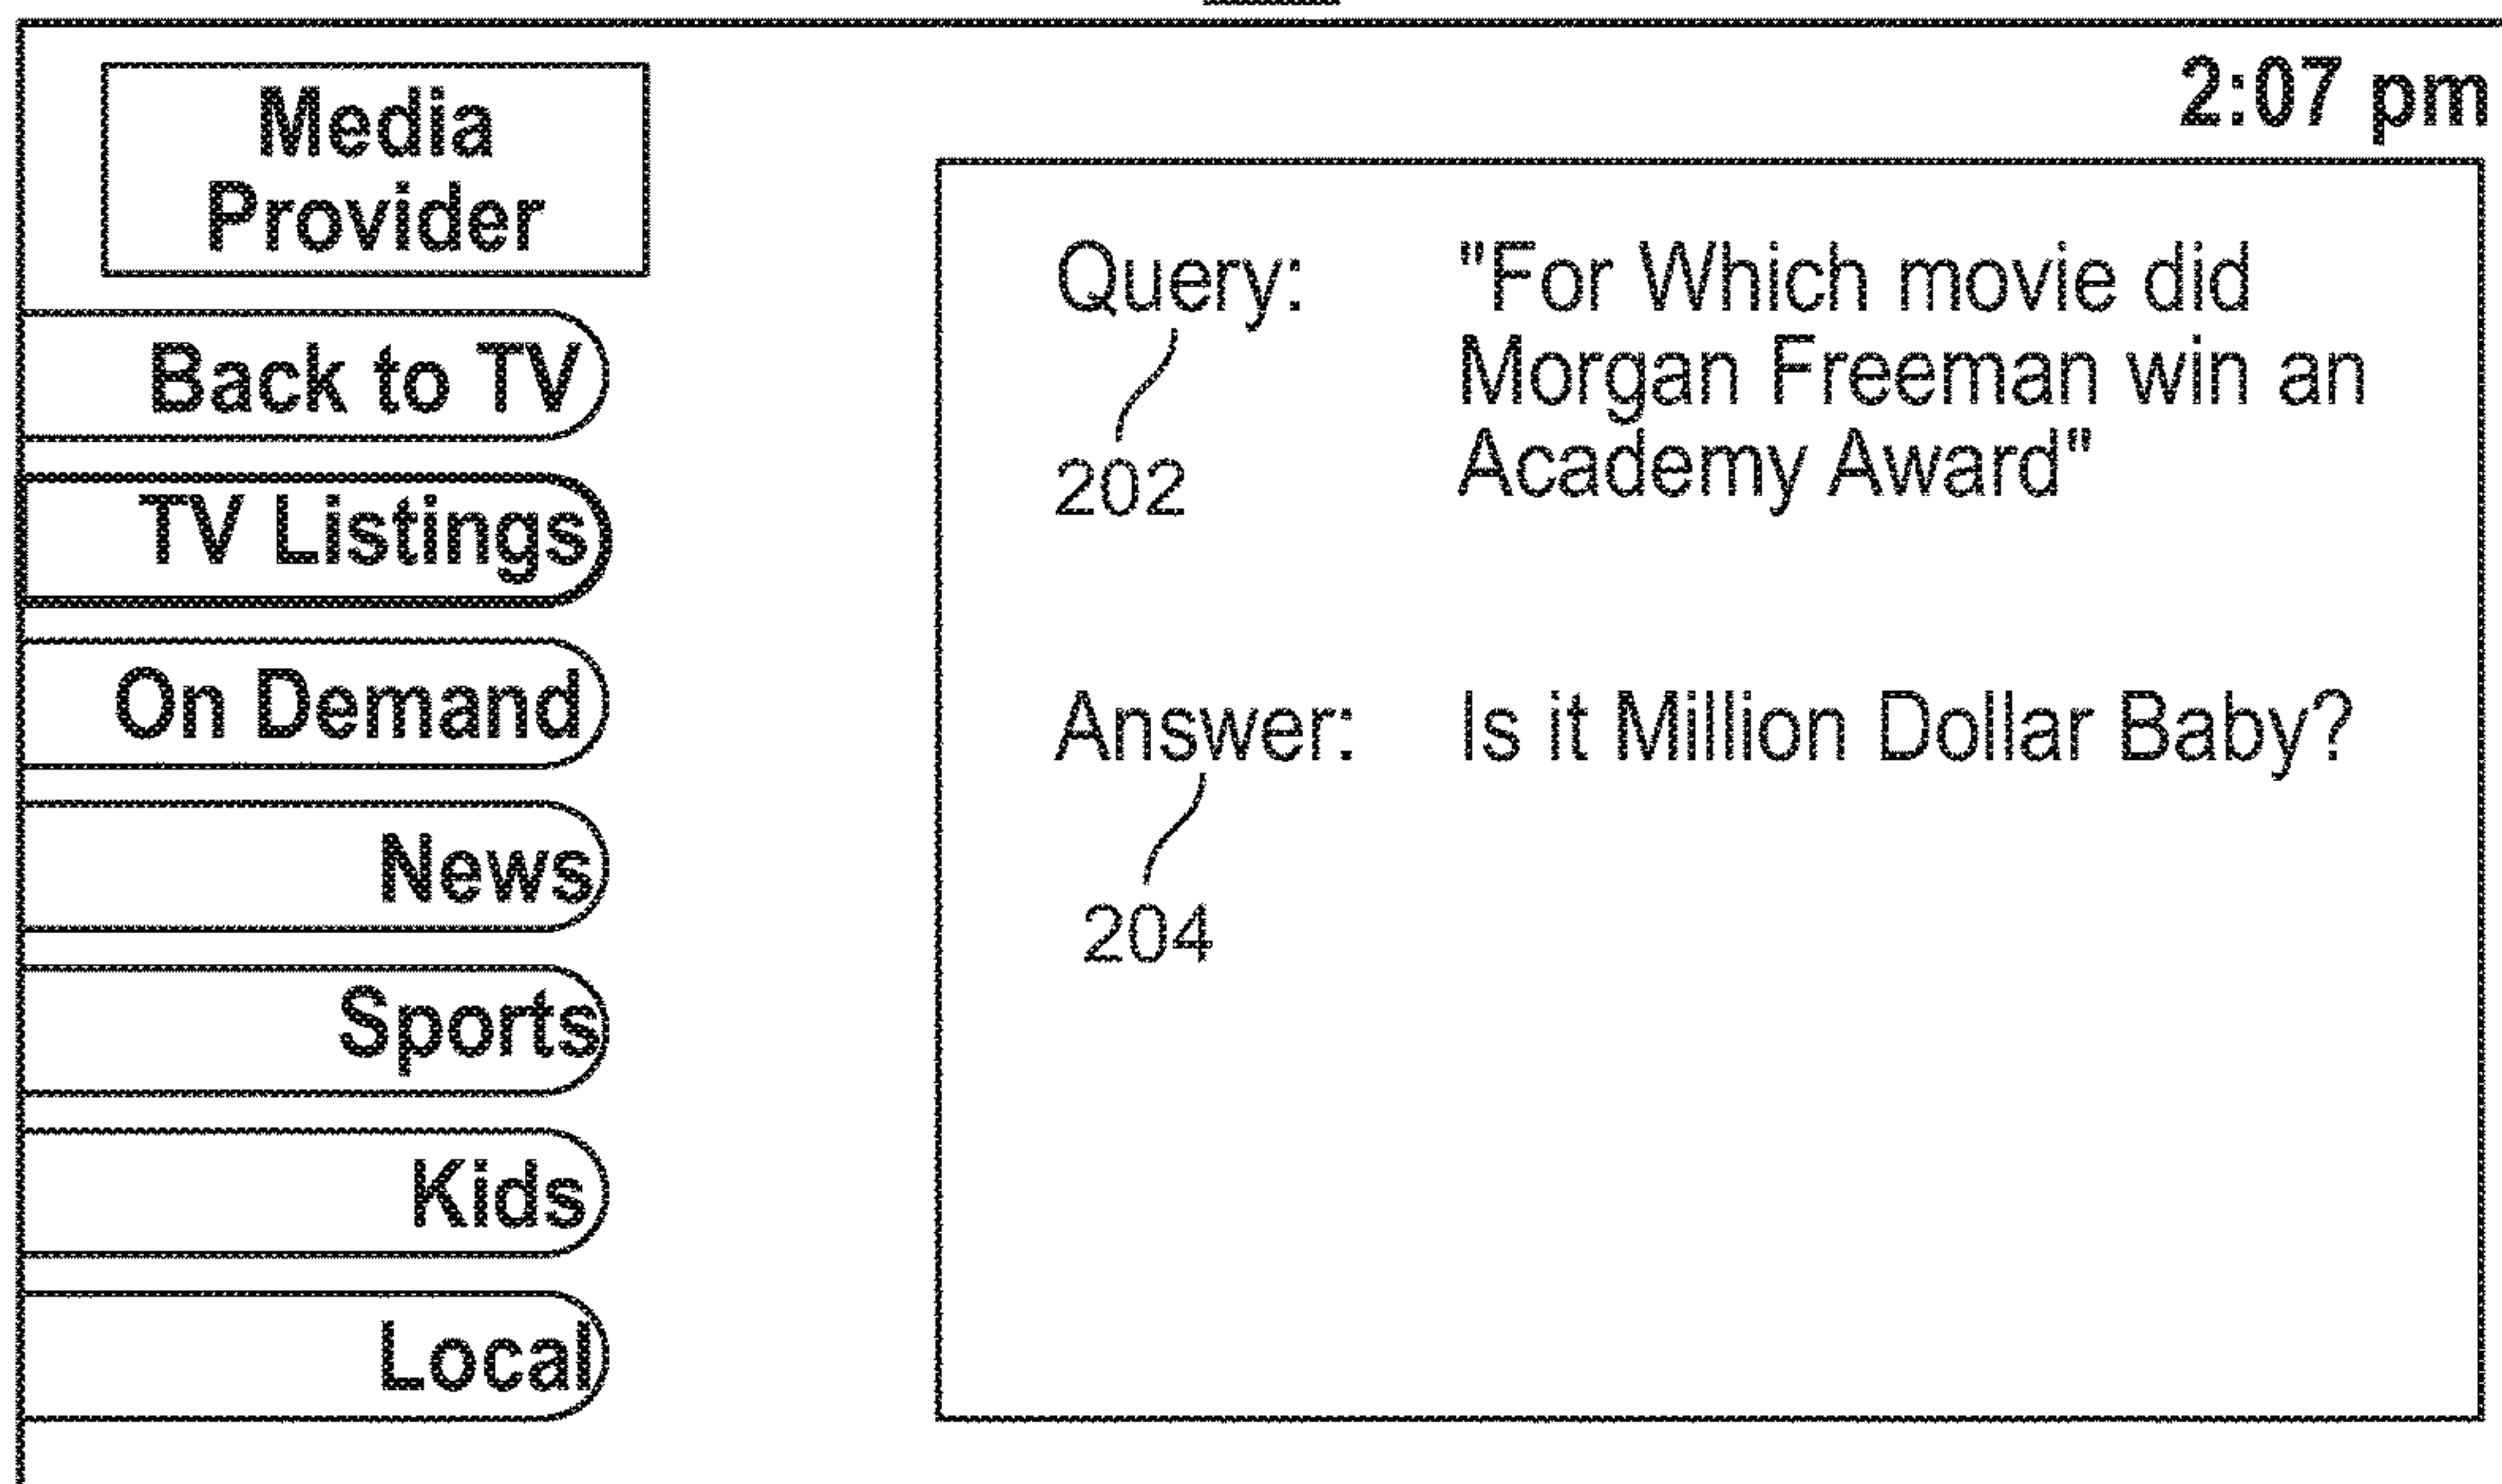 2:07 pm
Media
Provider
Back to TV
TV Listings
On Demand
News
Sports
Kids
Local
Query: "For Which movie did
Morgan Freeman win an
Academy Award"
202
Answer: Is it Million Dollar Baby?
204